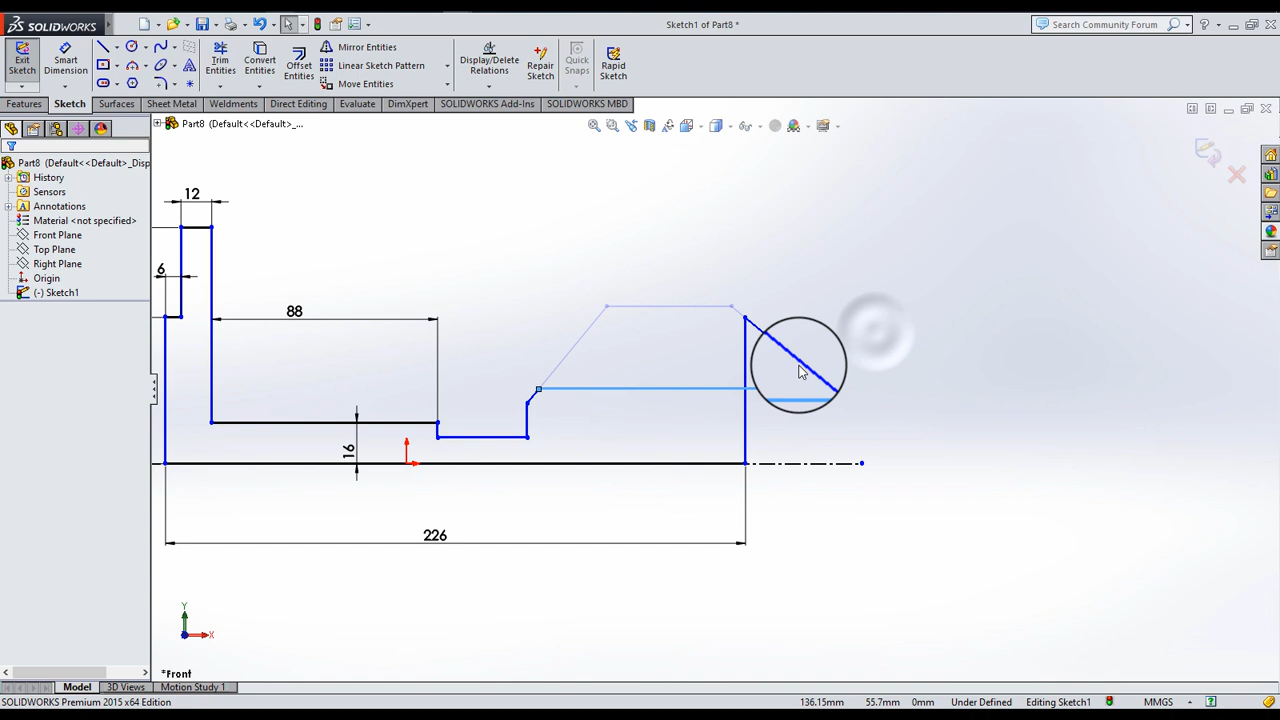 SOLIDWORKS
Sketch1 of Part8 *
Search Community Forum
Exit Sketch
Smart Dimension
Trim Entities
Convert Entities
Offset Entities
Mirror Entities
Linear Sketch Pattern
Move Entities
Display/Delete Relations
Repair Sketch
Quick Snaps
Rapid Sketch
Features Sketch Surfaces Sheet Metal Weldments Direct Editing Evaluate DimXpert SOLIDWORKS Add-Ins SOLIDWORKS MBD
Part8 (Default<<Default>_...
Part8 (Default<<Default>_Disp
History
Sensors
Annotations
Material <not specified>
Front Plane
Top Plane
Right Plane
Origin
(-) Sketch1
12
6
88
16
226
Y
X
*Front
Model 3D Views Motion Study 1
SOLIDWORKS Premium 2015 x64 Edition
136.15mm 55.7mm 0mm Under Defined Editing Sketch1 MMGS